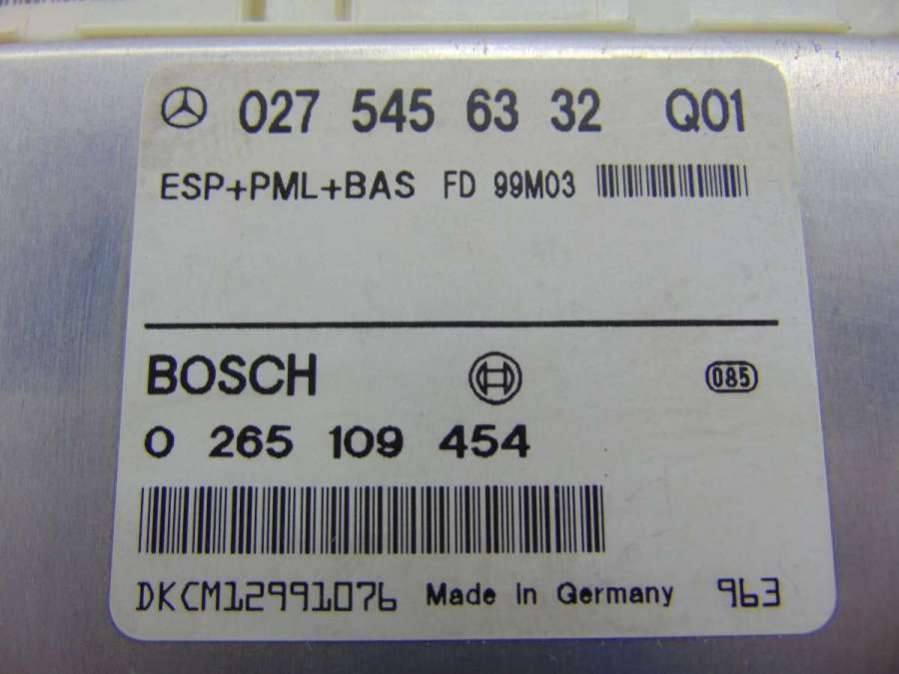 027 545 63 32 Q01
ESP+PML+BAS FD 99M03
BOSCH 085
0 265 109 454
DKCM12991076 Made in Germany 963